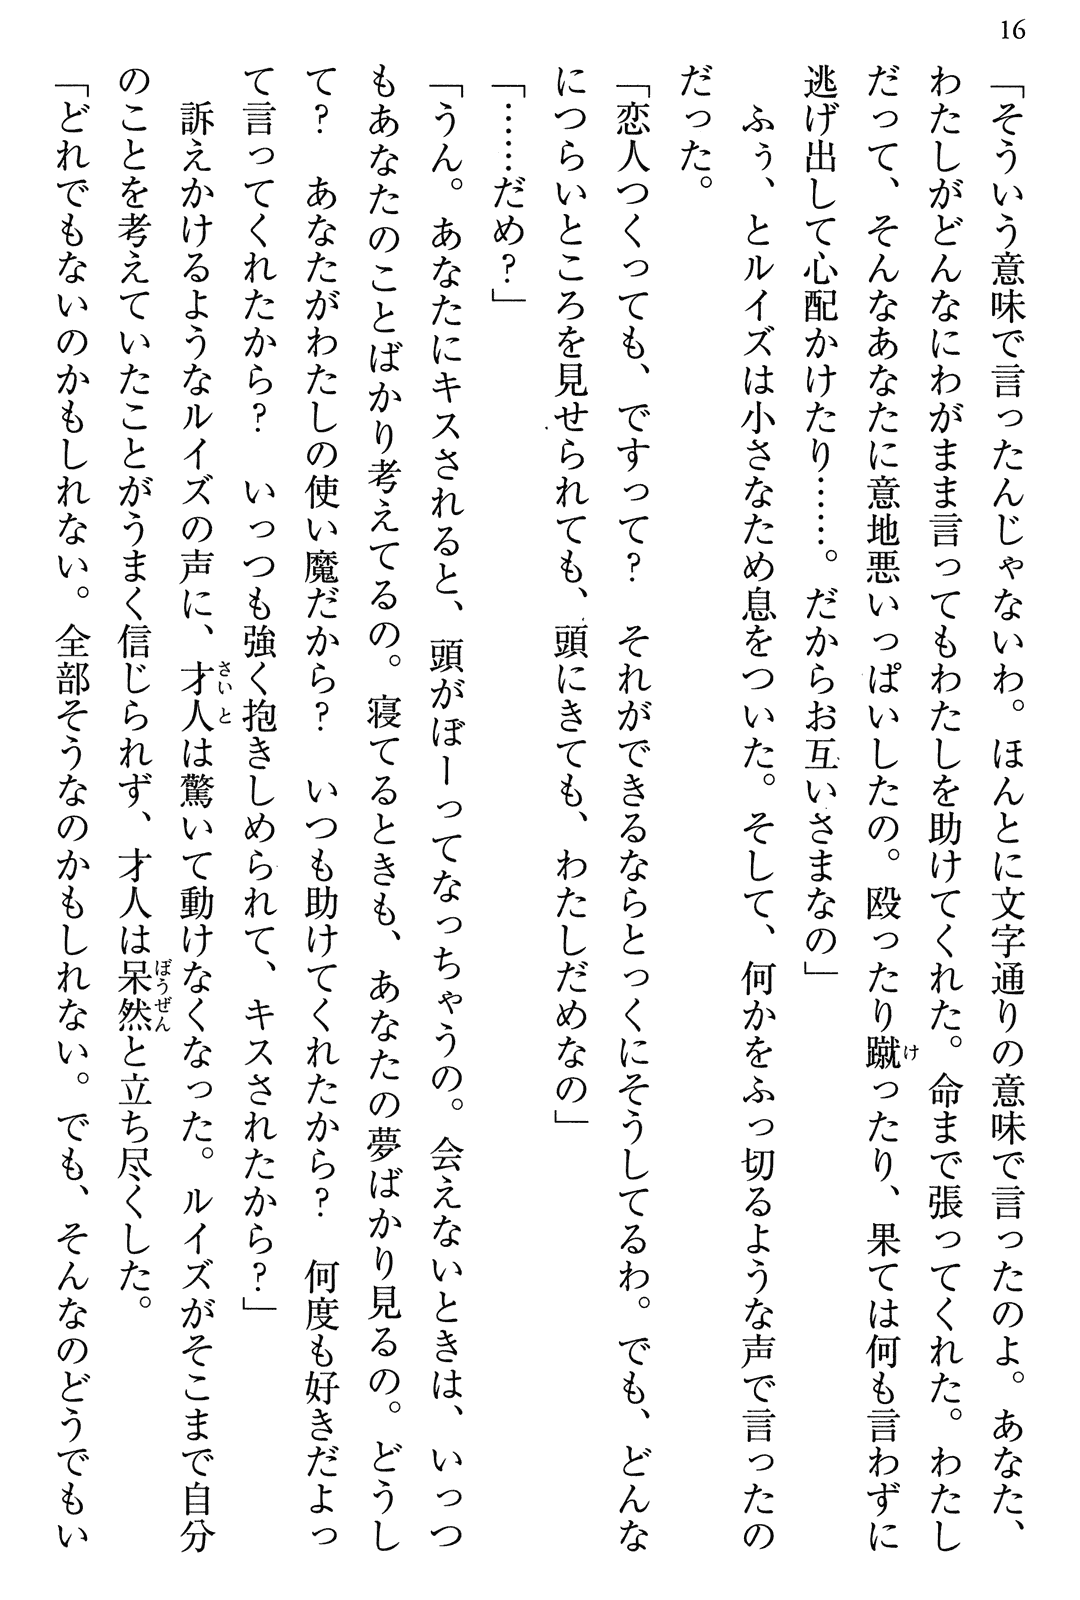 16
「そういう意味で言ったんじゃないわ。ほんとに文字通りの意味で言ったのよ。あなた、
わたしがどんなにわがまま言ってもわたしを助けてくれた。命まで張ってくれた。わたし
だって、そんなあなたに意地悪いっぱいしたの。殴ったり蹴ったり、果ては何も言わずに
逃げ出して心配かけたり……。だからお互いさまなの」
　ふぅ、とルイズは小さなため息をついた。そして、何かをふっ切るような声で言ったの
だった。
「恋人つくっても、ですって？　それができるならとっくにそうしてるわ。でも、どんな
につらいところを見せられても、頭にきても、わたしだめなの」
「……だめ？」
「うん。あなたにキスされると、頭がぼーってなっちゃうの。会えないときは、いっつ
もあなたのことばかり考えてるの。寝てるときも、あなたの夢ばかり見るの。どうし
て？　あなたがわたしの使い魔だから？　いつも助けてくれたから？　何度も好きだよっ
て言ってくれたから？　いっつも強く抱きしめられて、キスされたから？」
　訴えかけるようなルイズの声に、才人は驚いて動けなくなった。ルイズがそこまで自分
のことを考えていたことがうまく信じられず、才人は呆然と立ち尽くした。
「どれでもないのかもしれない。全部そうなのかもしれない。でも、そんなのどうでもい
け
さいと
ぼうぜん